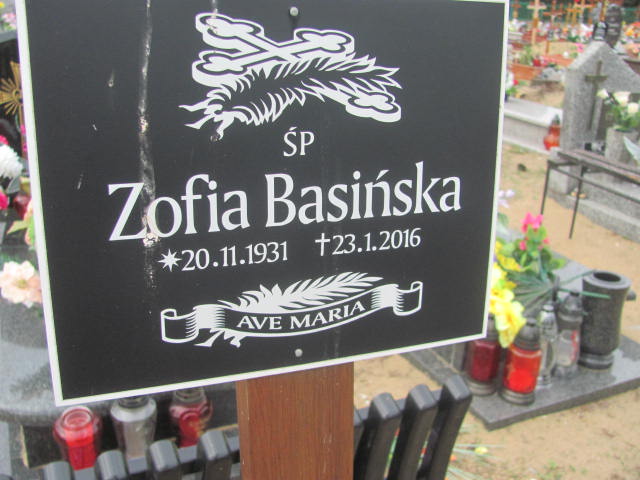 ŚP
Zofia Basińska
✶20.11.1931 †23.1.2016
AVE MARIA